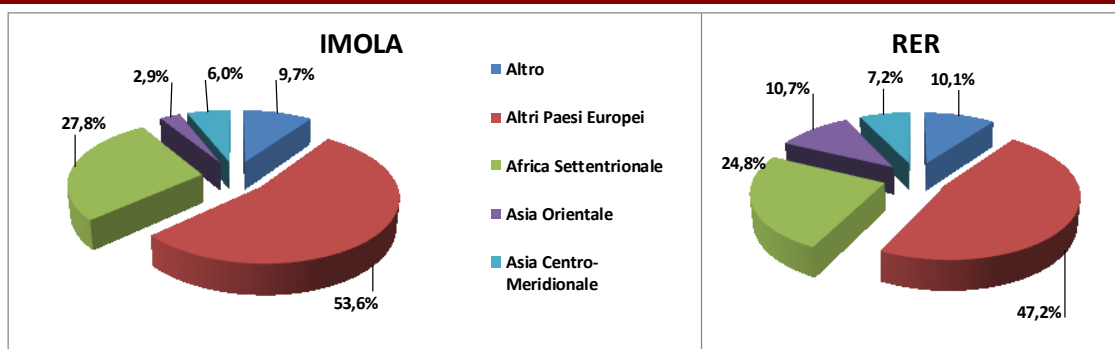 IMOLA
2,9%
6,0%
9,7%
27,8%
53,6%
Altro
Altri Paesi Europei
Africa Settentrionale
Asia Orientale
Asia Centro-
Meridionale
RER
10,7%
7,2%
10,1%
24,8%
47,2%